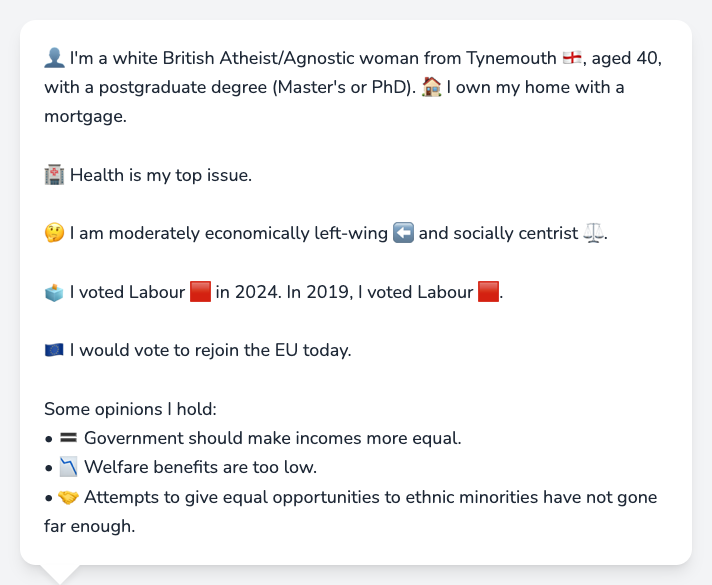 👤 I'm a white British Atheist/Agnostic woman from Tynemouth 🏴󠁧󠁢󠁥󠁮󠁧󠁿, aged 40,
with a postgraduate degree (Master's or PhD). 🏠 I own my home with a
mortgage.
🏥 Health is my top issue.
🤔 I am moderately economically left-wing ⬅️ and socially centrist ⚖️.
🗳️ I voted Labour 🟥 in 2024. In 2019, I voted Labour 🟥.
🇪🇺 I would vote to rejoin the EU today.
Some opinions I hold:
• 🟰 Government should make incomes more equal.
• 📉 Welfare benefits are too low.
• 🤝 Attempts to give equal opportunities to ethnic minorities have not gone
far enough.